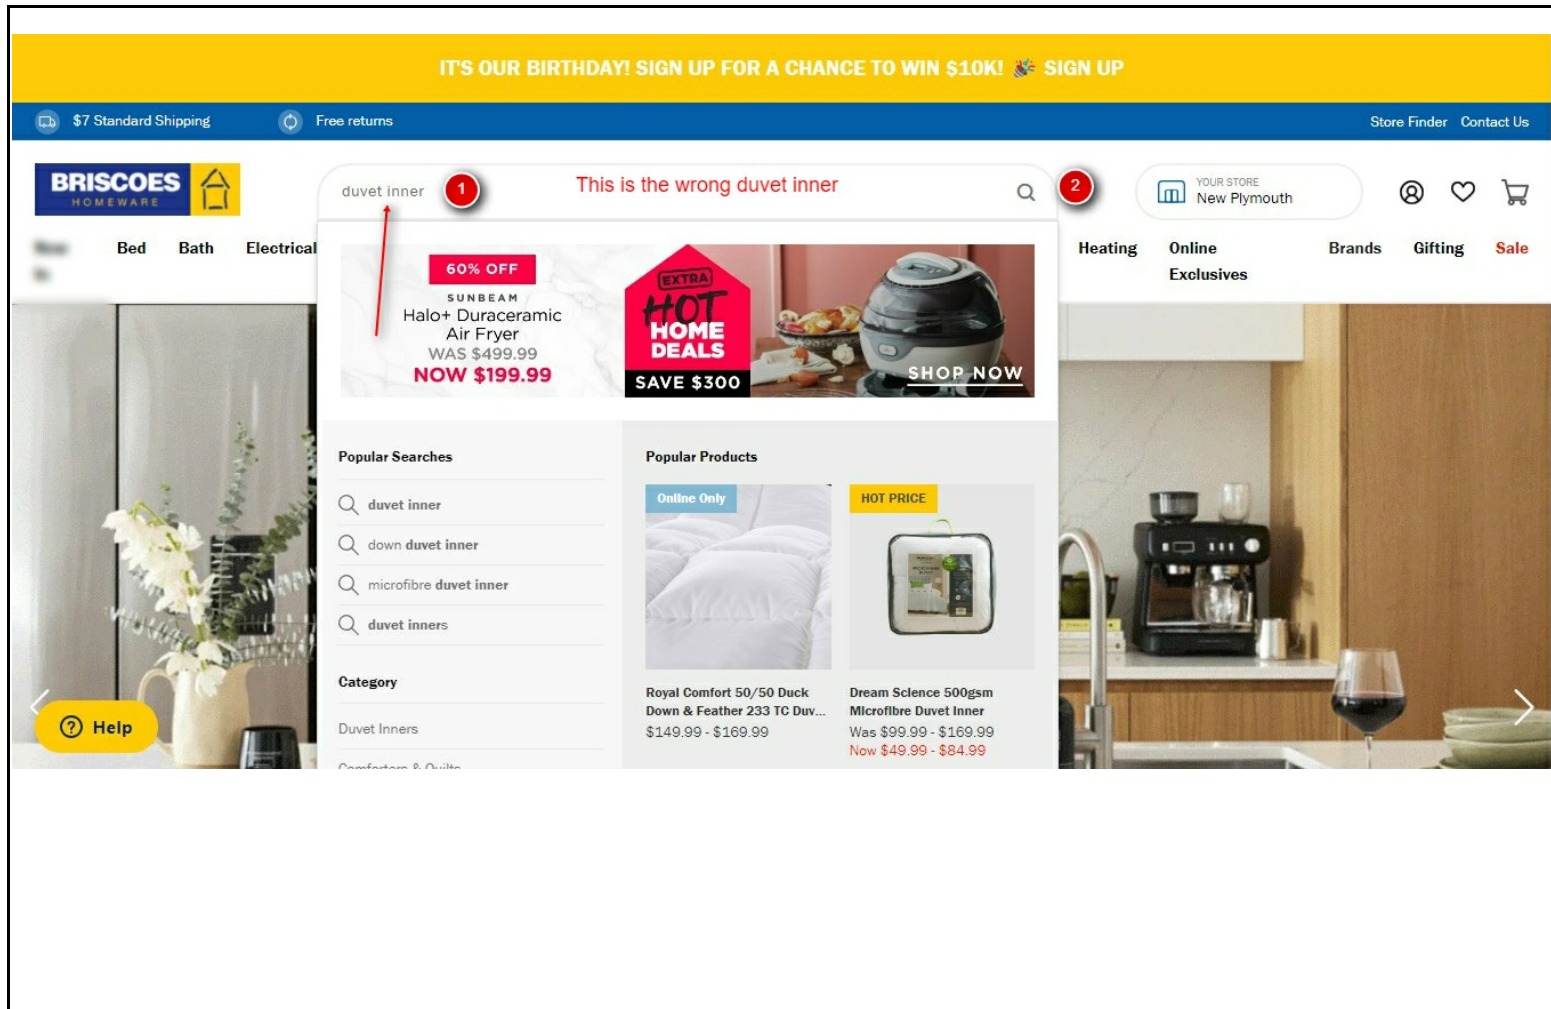 IT'S OUR BIRTHDAY! SIGN UP FOR A CHANCE TO WIN $10K! 🎉 SIGN UP
$7 Standard Shipping
Free returns
Store Finder
Contact Us
BRISCOES
HOMEWARE
duvet inner
1
This is the wrong duvet inner
2
YOUR STORE
New Plymouth
Bed
Bath
Electrical
Heating
Online
Exclusives
Brands
Gifting
Sale
60% OFF
SUNBEAM
Halo+ Duraceramic
Air Fryer
WAS $499.99
NOW $199.99
EXTRA
HOT
HOME
DEALS
SAVE $300
SHOP NOW
Popular Searches
duvet inner
down duvet inner
microfibre duvet inner
duvet inners
Category
Duvet Inners
Comforters & Quilts
Popular Products
Online Only
Royal Comfort 50/50 Duck
Down & Feather 233 TC Duv...
$149.99 - $169.99
HOT PRICE
Dream Science 500gsm
Microfibre Duvet Inner
Was $99.99 - $169.99
Now $49.99 - $84.99
Help